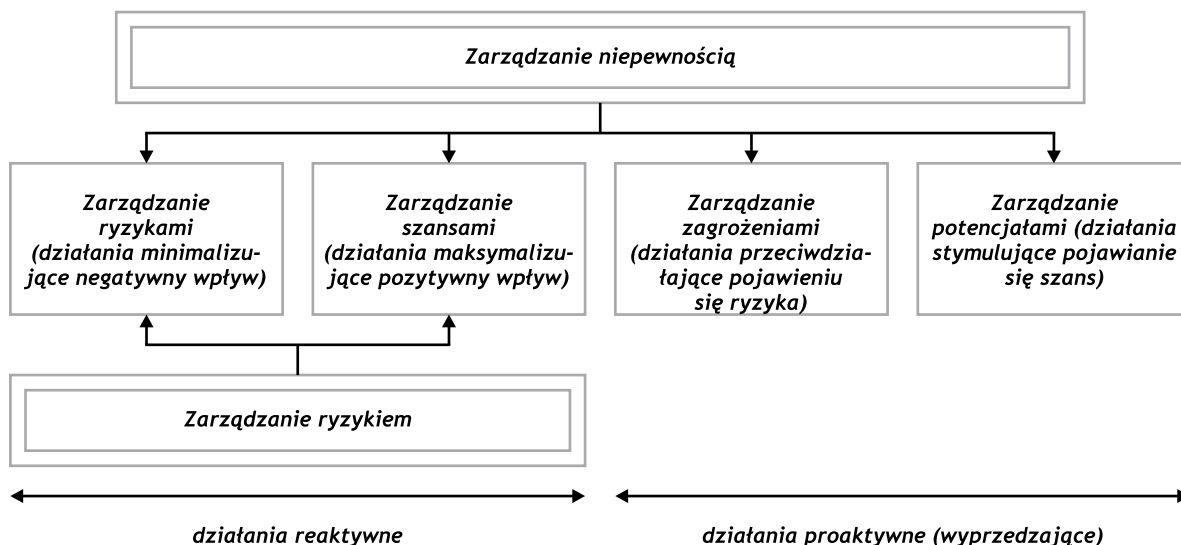 Zarządzanie niepewnością
Zarządzanie
ryzykami
(działania minimalizu-
jące negatywny wpływ)
Zarządzanie
szansami
(działania maksymalizu-
jące pozytywny wpływ)
Zarządzanie
zagrożeniami
(działania przeciwdzia-
łające pojawieniu
się ryzyka)
Zarządzanie
potencjałami (działania
stymulujące pojawianie
się szans)
Zarządzanie ryzykiem
działania reaktywne
działania proaktywne (wyprzedzające)